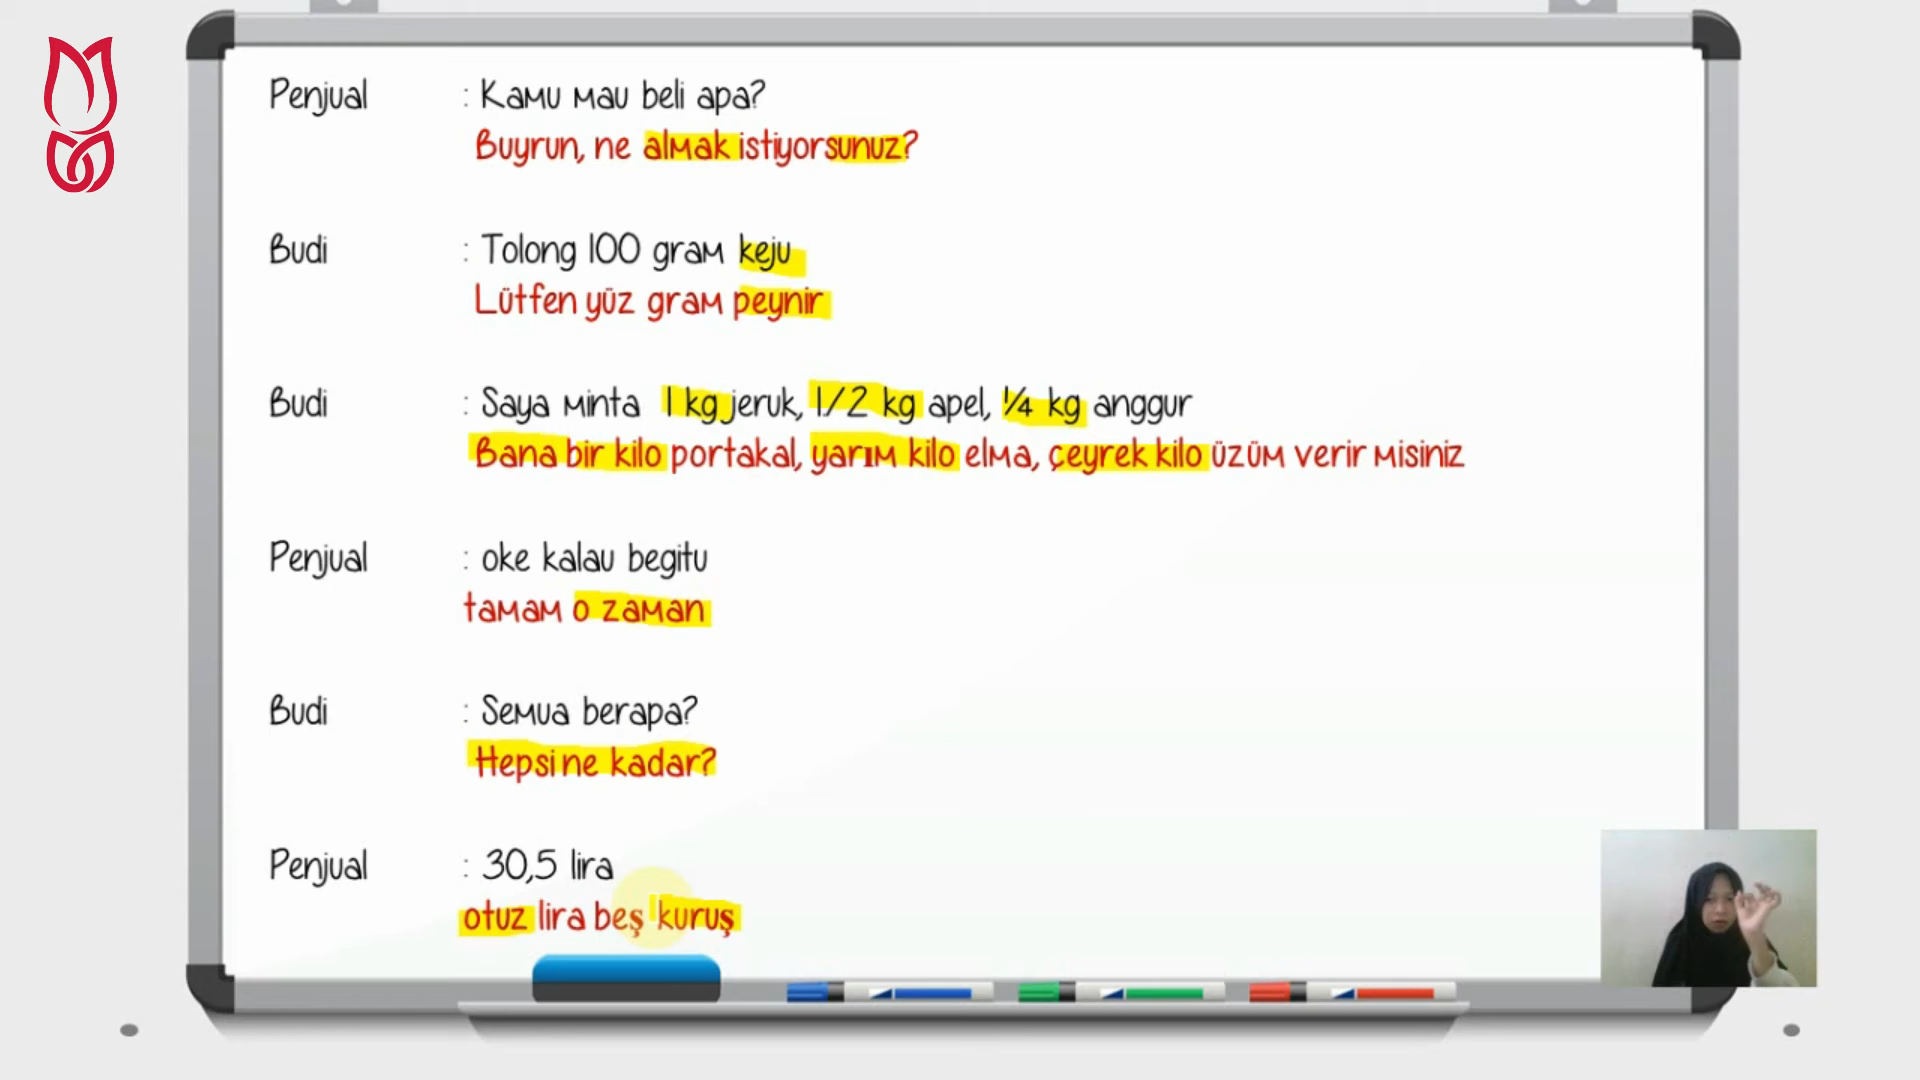 Penjual : Kamu mau beli apa?
Buyrun, ne almak istiyorsunuz?
Budi : Tolong 100 gram keju
Lütfen yüz gram peynir
Budi : Saya minta 1 kg jeruk, 1/2 kg apel, ¼ kg anggur
Bana bir kilo portakal, yarım kilo elma, çeyrek kilo üzüm verir misiniz
Penjual : oke kalau begitu
tamam o zaman
Budi : Semua berapa?
Hepsi ne kadar?
Penjual : 30,5 lira
otuz lira beş kuruş